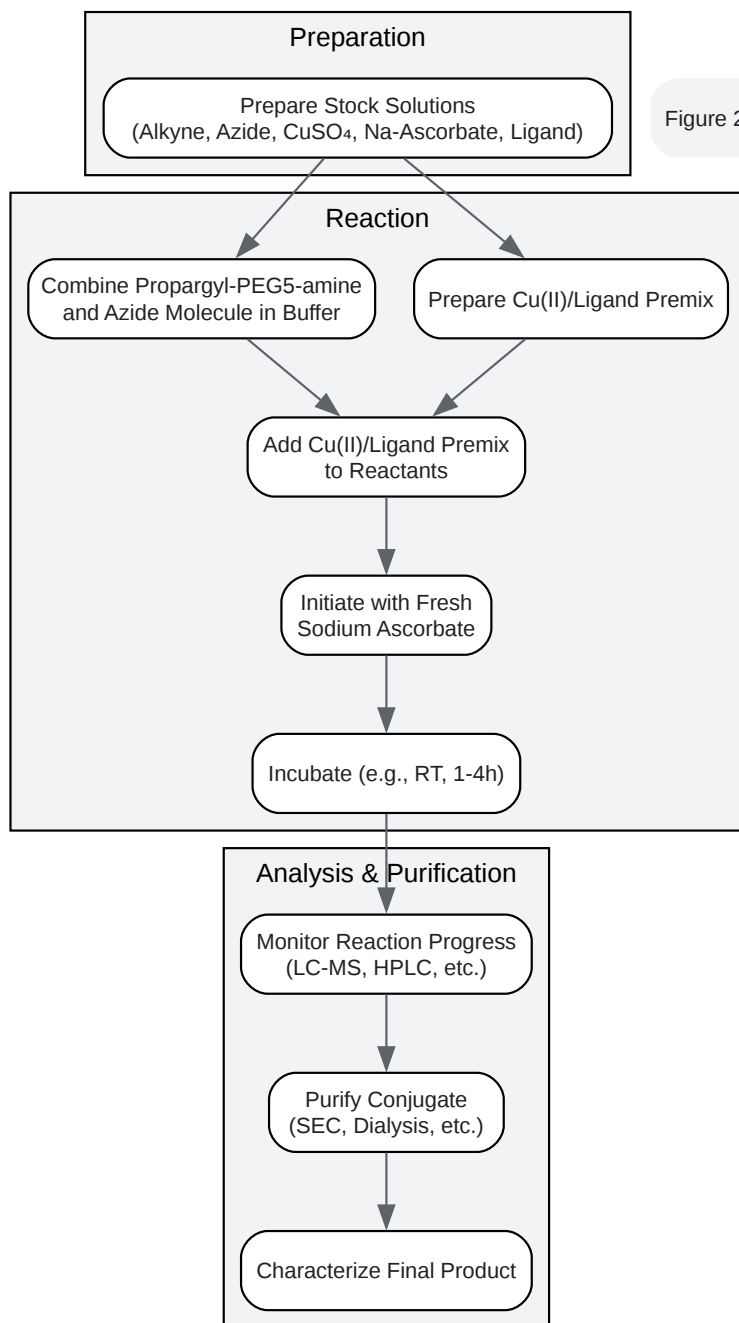 Preparation
Prepare Stock Solutions
(Alkyne, Azide, CuSO₄, Na-Ascorbate, Ligand)
Figure 2
Reaction
Combine Propargyl-PEG5-amine
and Azide Molecule in Buffer
Prepare Cu(II)/Ligand Premix
Add Cu(II)/Ligand Premix
to Reactants
Initiate with Fresh
Sodium Ascorbate
Incubate (e.g., RT, 1-4h)
Analysis & Purification
Monitor Reaction Progress
(LC-MS, HPLC, etc.)
Purify Conjugate
(SEC, Dialysis, etc.)
Characterize Final Product